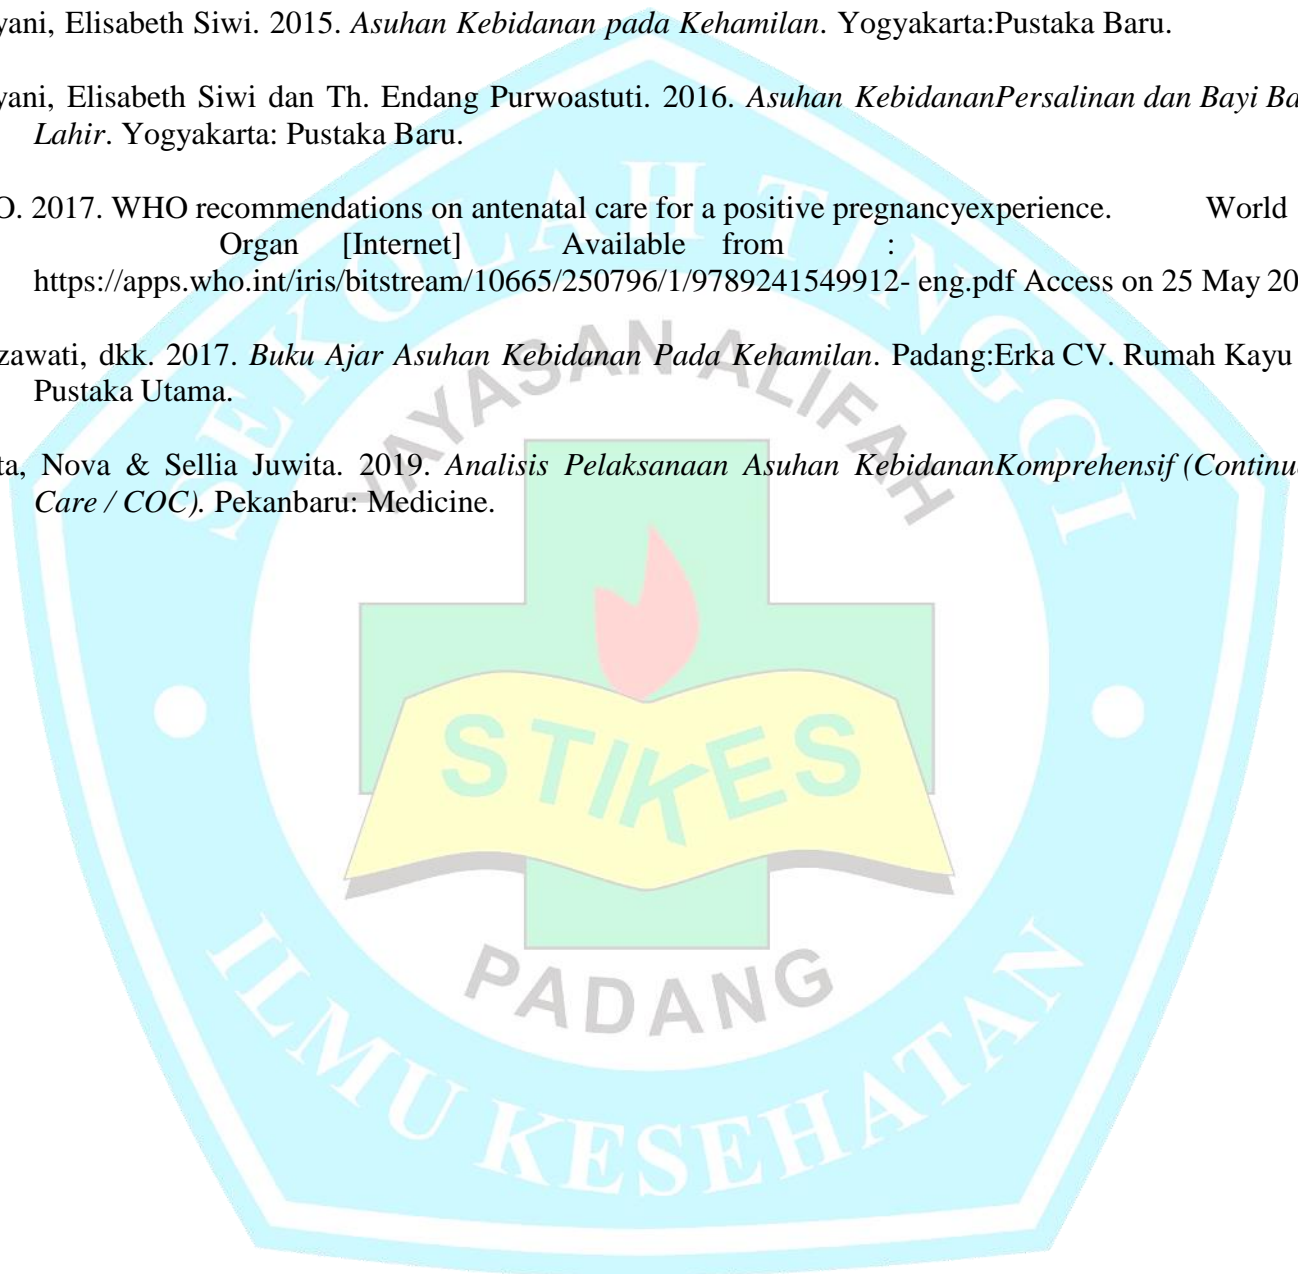 yani, Elisabeth Siwi. 2015. Asuhan Kebidanan pada Kehamilan. Yogyakarta:Pustaka Baru.
yani, Elisabeth Siwi dan Th. Endang Purwoastuti. 2016. Asuhan KebidananPersalinan dan Bayi Ba
Lahir. Yogyakarta: Pustaka Baru.
O. 2017. WHO recommendations on antenatal care for a positive pregnancyexperience. World
Organ [Internet] Available from :
https://apps.who.int/iris/bitstream/10665/250796/1/9789241549912- eng.pdf Access on 25 May 20
zawati, dkk. 2017. Buku Ajar Asuhan Kebidanan Pada Kehamilan. Padang:Erka CV. Rumah Kayu
Pustaka Utama.
ta, Nova & Sellia Juwita. 2019. Analisis Pelaksanaan Asuhan KebidananKomprehensif (Continu
Care / COC). Pekanbaru: Medicine.
SEKOLAH TINGGI
YAYASAN ALIFAH
STIKES
PADANG
ILMU KESEHATAN